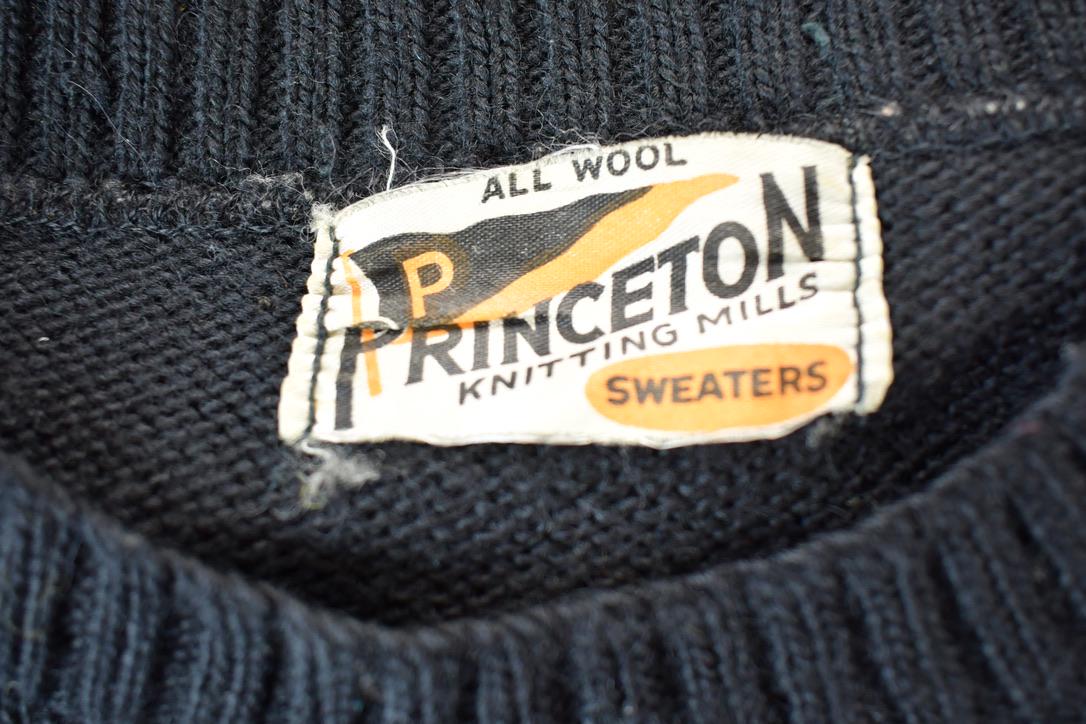 ALL WOOL
P
PRINCETON
KNITTING MILLS
SWEATERS